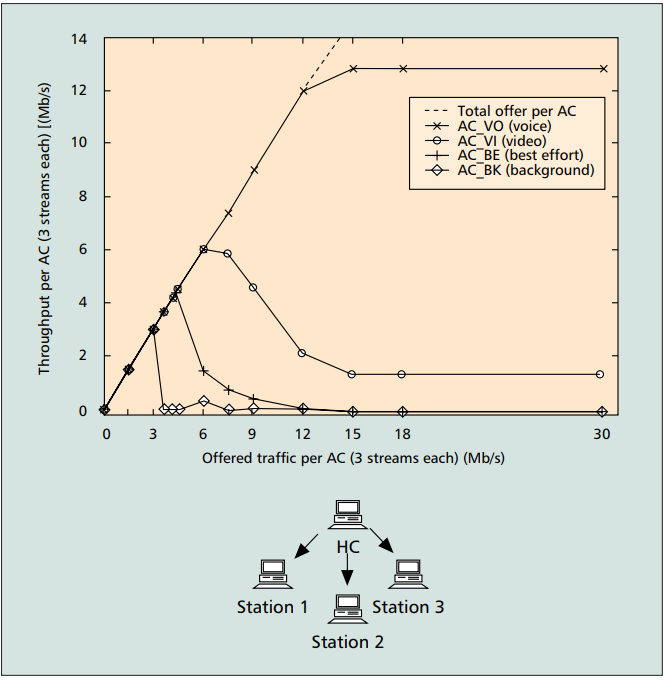 Throughput per AC (3 streams each) [(Mb/s)
14
12
10
8
6
4
2
0
Total offer per AC
AC_VO (voice)
AC_VI (video)
AC_BE (best effort)
AC_BK (background)
0 3 6 9 12 15 18 30
Offered traffic per AC (3 streams each) (Mb/s)
HC
Station 1 Station 3
Station 2